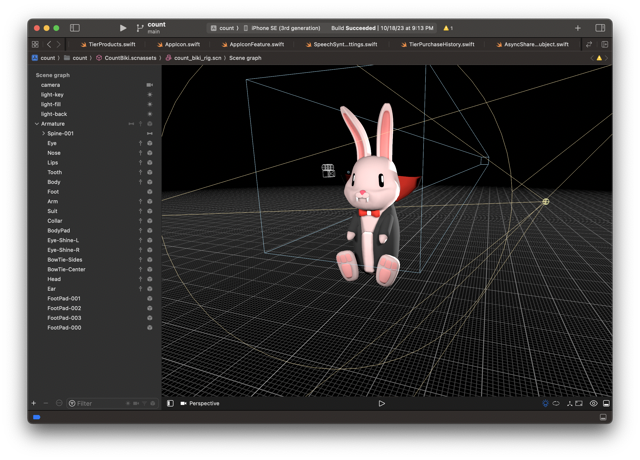 count
main
count ⟩ iPhone SE (3rd generation)
Build Succeeded | 10/18/23 at 9:13 PM
1
TierProducts.swift
AppIcon.swift
AppIconFeature.swift
SpeechSynt...ttings.swift
TierPurchaseHistory.swift
AsyncShare...ubject.swift
count ⟩ count ⟩ CountBiki.scnassets ⟩ count_biki_rig.scn ⟩ Scene graph
Scene graph
camera
light-key
light-fill
light-back
Armature
Spine-001
Eye
Nose
Lips
Tooth
Body
Foot
Arm
Suit
Collar
BodyPad
Eye-Shine-L
Eye-Shine-R
BowTie-Sides
BowTie-Center
Head
Ear
FootPad-001
FootPad-002
FootPad-003
FootPad-000
Filter
Perspective